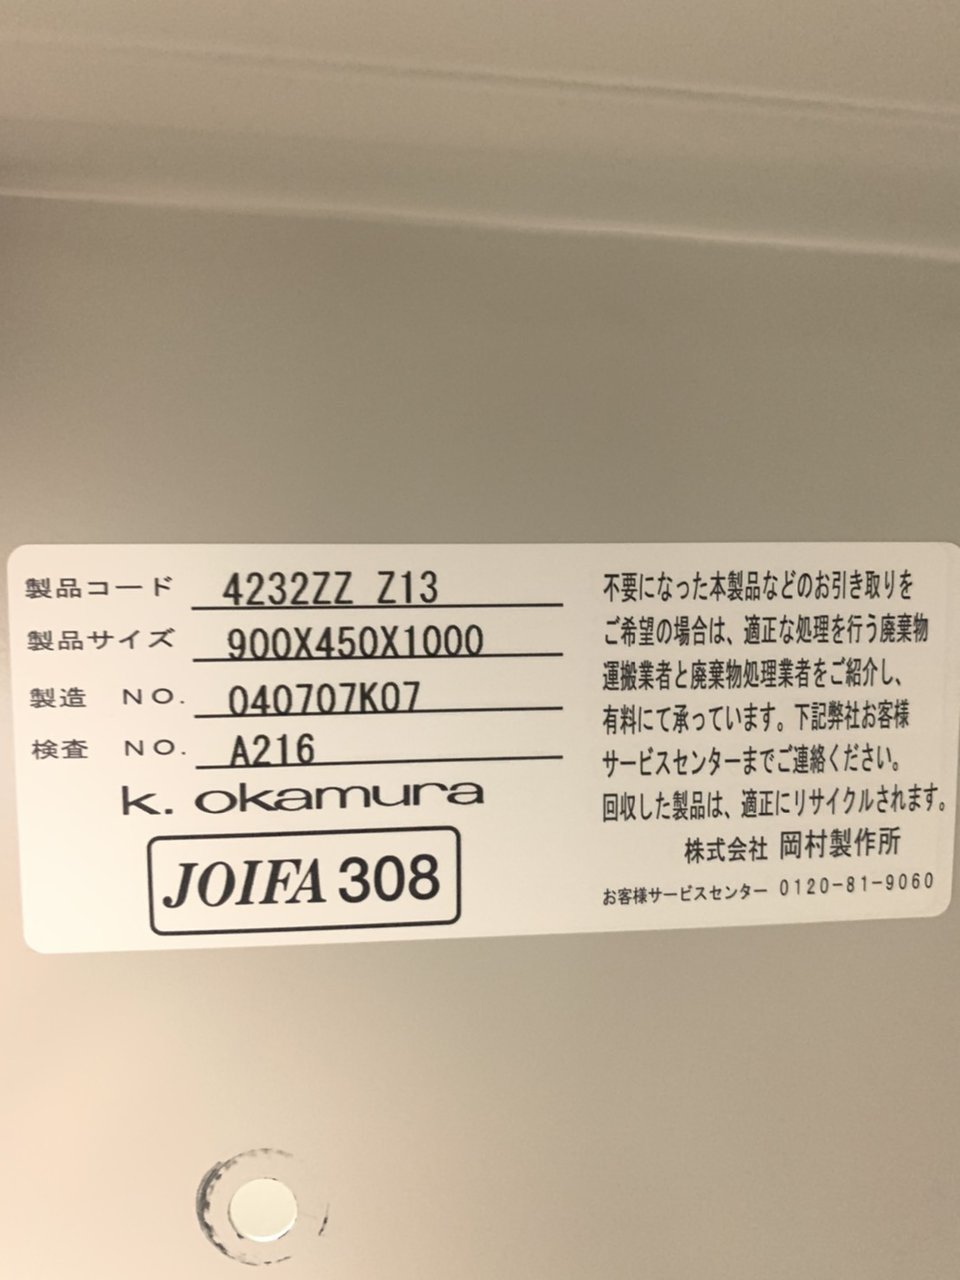 製品コード 4232ZZ Z13
製品サイズ 900X450X1000
製造 NO. 040707K07
検査 NO. A216
k. okamura
JOIFA 308
不要になった本製品などのお引き取りを
ご希望の場合は、適正な処理を行う廃棄物
運搬業者と廃棄物処理業者をご紹介し、
有料にて承っています。下記弊社お客様
サービスセンターまでご連絡ください。
回収した製品は、適正にリサイクルされます。
株式会社 岡村製作所
お客様サービスセンター 0120-81-9060